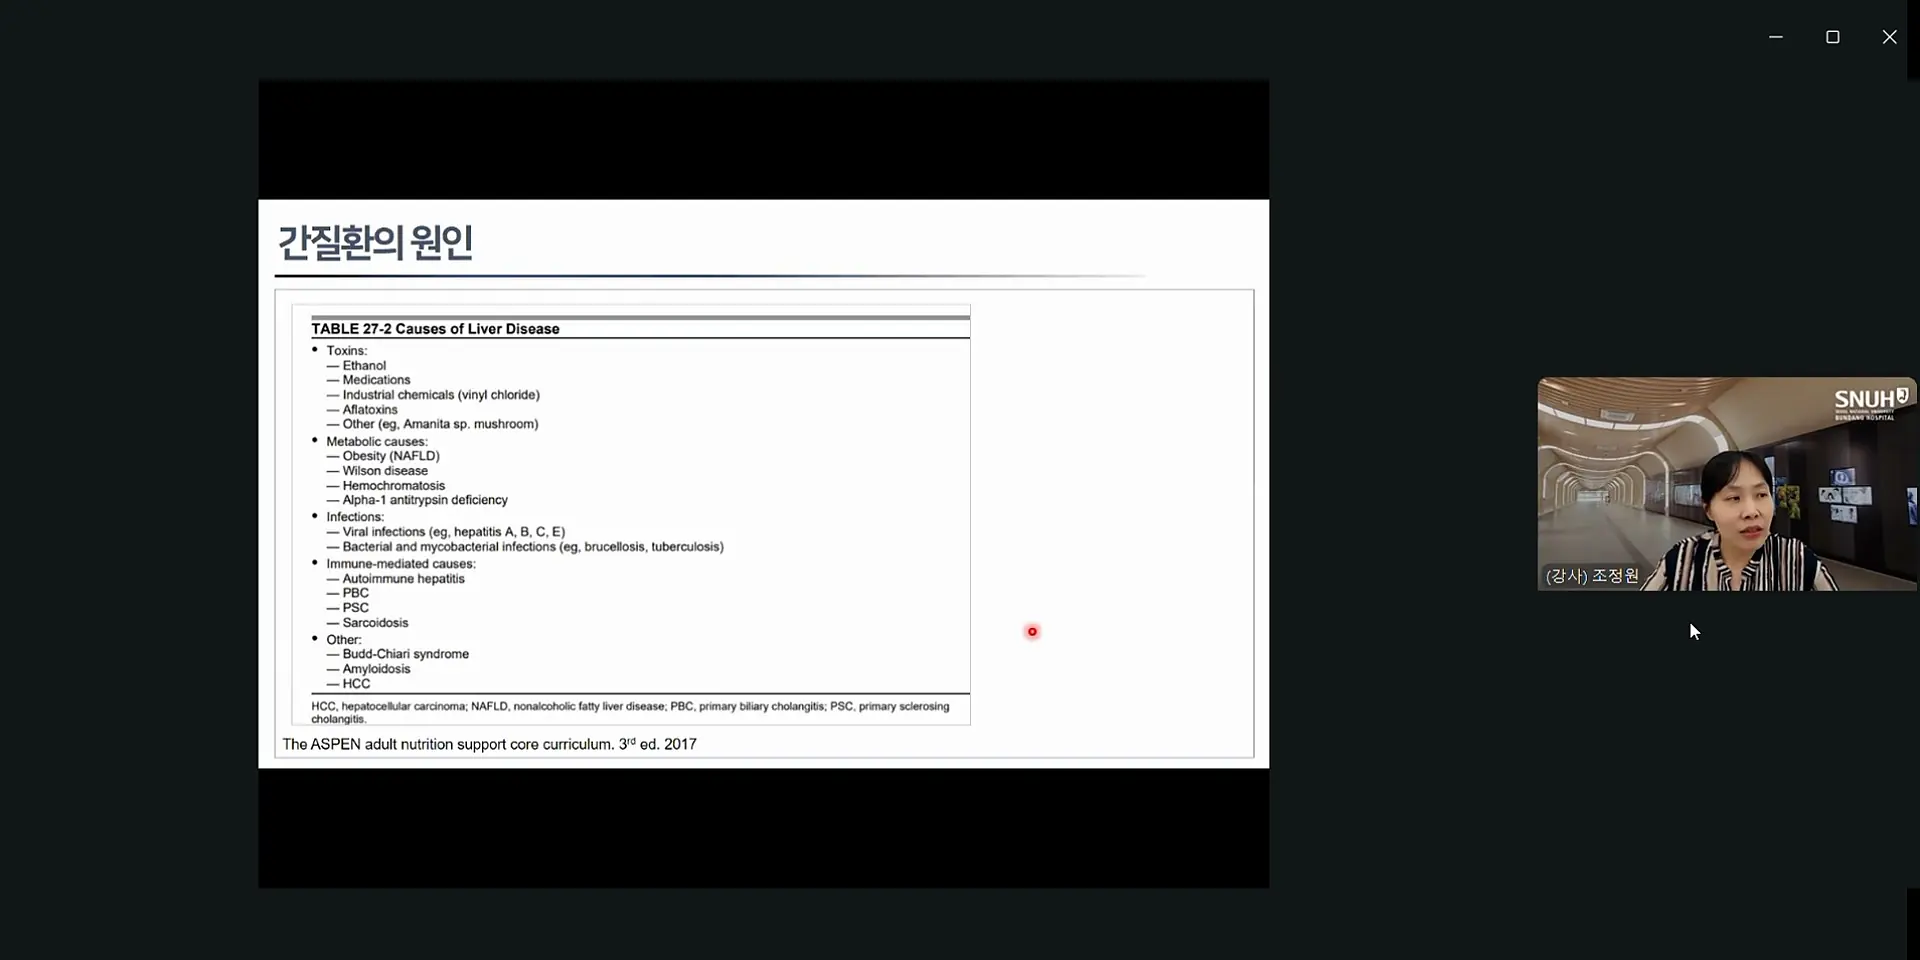 간질환의 원인
TABLE 27-2 Causes of Liver Disease
• Toxins:
— Ethanol
— Medications
— Industrial chemicals (vinyl chloride)
— Aflatoxins
— Other (eg, Amanita sp. mushroom)
• Metabolic causes:
— Obesity (NAFLD)
— Wilson disease
— Hemochromatosis
— Alpha-1 antitrypsin deficiency
• Infections:
— Viral infections (eg, hepatitis A, B, C, E)
— Bacterial and mycobacterial infections (eg, brucellosis, tuberculosis)
• Immune-mediated causes:
— Autoimmune hepatitis
— PBC
— PSC
— Sarcoidosis
• Other:
— Budd-Chiari syndrome
— Amyloidosis
— HCC
HCC, hepatocellular carcinoma; NAFLD, nonalcoholic fatty liver disease; PBC, primary biliary cholangitis; PSC, primary sclerosing
cholangitis.
The ASPEN adult nutrition support core curriculum. 3rd ed. 2017
SNUH
SEOUL NATIONAL UNIVERSITY
BUNDANG HOSPITAL
(강사) 조정원